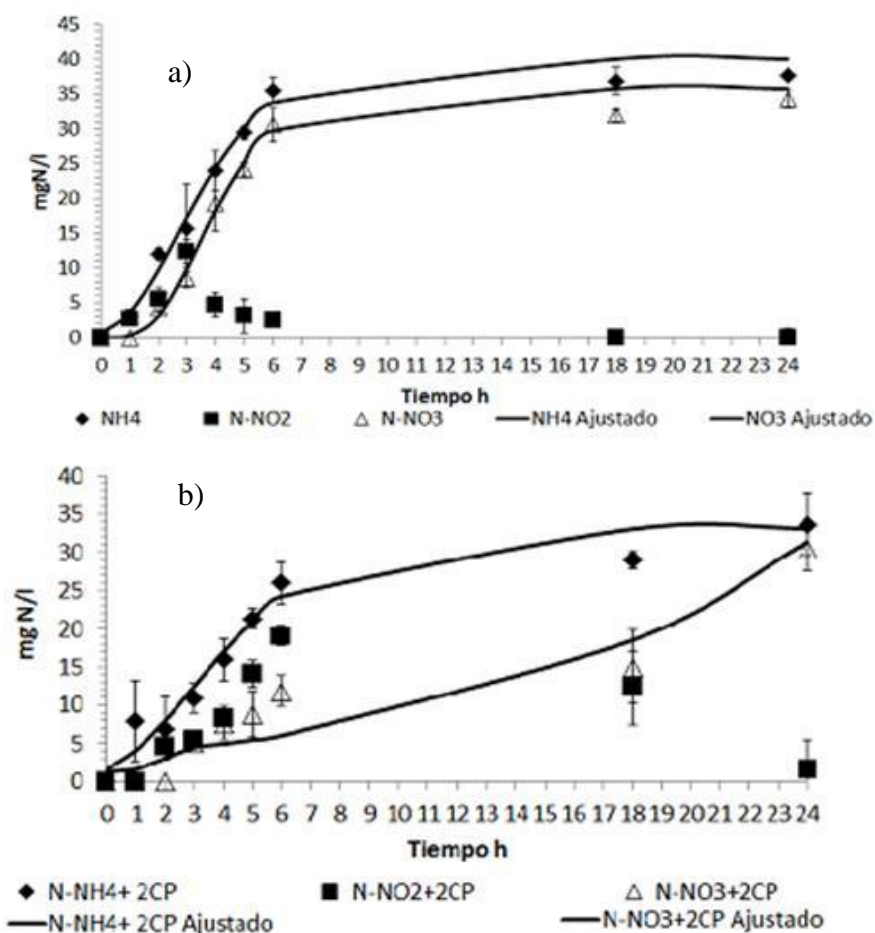 a)
45
40
35
30
25
20
15
10
5
0
mgN/l
0 1 2 3 4 5 6 7 8 9 10 11 12 13 14 15 16 17 18 19 20 21 22 23 24
Tiempo h
NH4 N-NO2 N-NO3 NH4 Ajustado NO3 Ajustado
b)
40
35
30
25
20
15
10
5
0
mg N/l
0 1 2 3 4 5 6 7 8 9 10 11 12 13 14 15 16 17 18 19 20 21 22 23 24
Tiempo h
N-NH4+ 2CP N-NO2+2CP N-NO3+2CP
N-NH4+ 2CP Ajustado N-NO3+2CP Ajustado